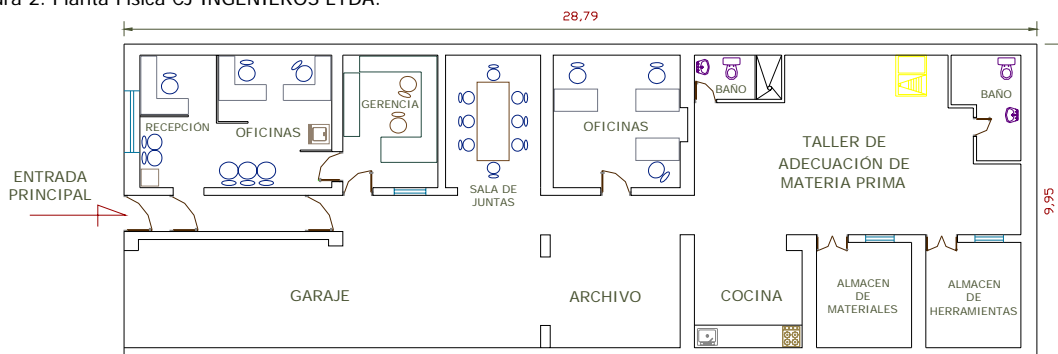 ura 2. Planta Física CJ INGENIEROS LTDA.
28,79
9,95
ENTRADA
PRINCIPAL
RECEPCIÓN
OFICINAS
GERENCIA
SALA DE
JUNTAS
OFICINAS
BAÑO
TALLER DE
ADECUACIÓN DE
MATERIA PRIMA
BAÑO
GARAJE
ARCHIVO
COCINA
ALMACEN
DE
MATERIALES
ALMACEN
DE
HERRAMIENTAS